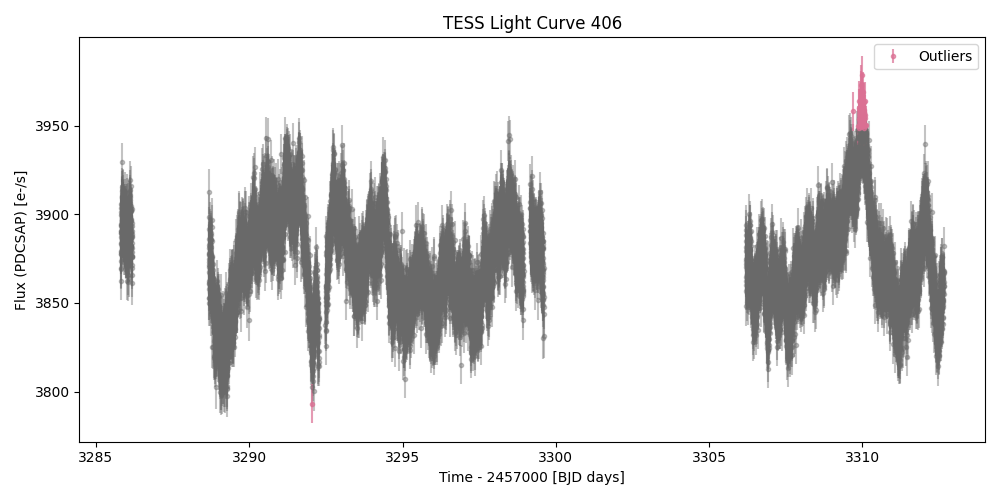 TESS Light Curve 406
Outliers
Flux (PDCSAP) [e-/s]
3950
3900
3850
3800
3285
3290
3295
3300
3305
3310
Time - 2457000 [BJD days]